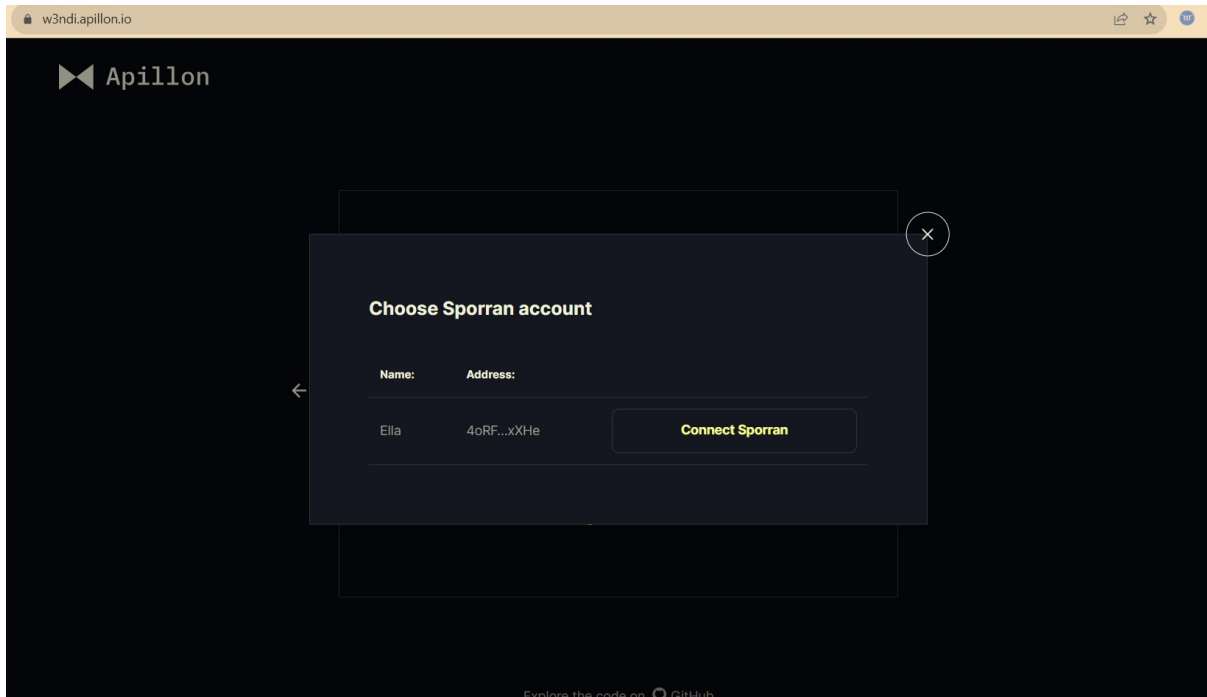 w3ndi.apillon.io
Apillon
Choose Sporran account
Name: Address:
Ella 4oRF...xXHe Connect Sporran
Explore the code on GitHub